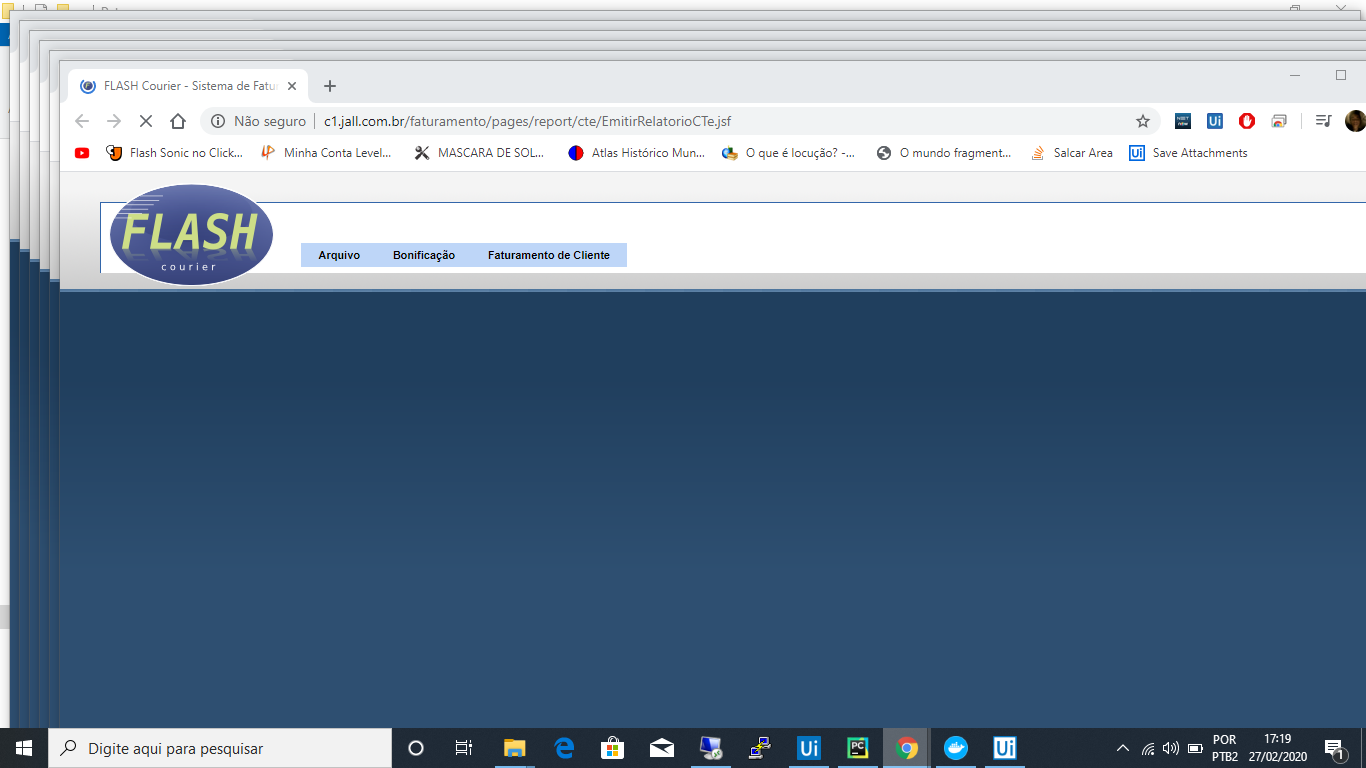 FLASH Courier - Sistema de Fatu
Não seguro
c1.jall.com.br/faturamento/pages/report/cte/EmitirRelatorioCTe.jsf
Flash Sonic no Click...
Minha Conta Level...
MASCARA DE SOL...
Atlas Histórico Mun...
O que é locução? -...
O mundo fragment...
Salcar Area
Save Attachments
FLASH
courier
Arquivo
Bonificação
Faturamento de Cliente
Digite aqui para pesquisar
POR
PTB2
17:19
27/02/2020
1